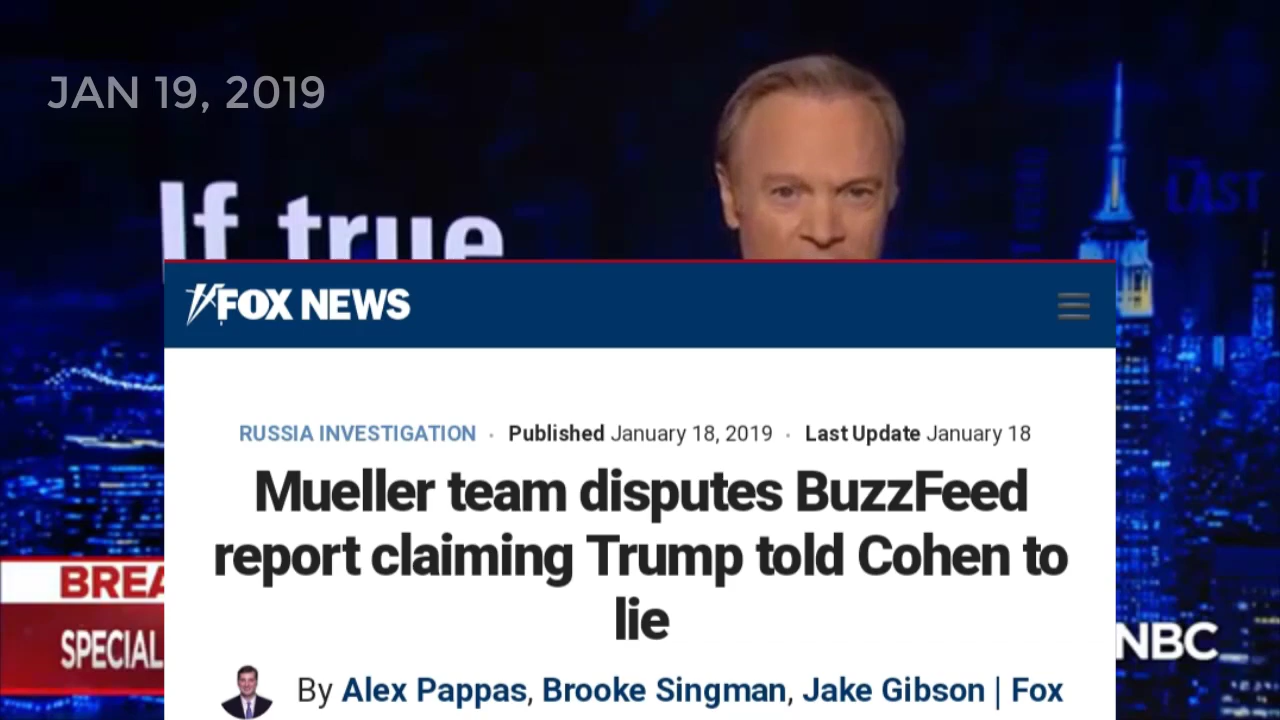 JAN 19, 2019
LAST
If true
FOX NEWS
RUSSIA INVESTIGATION • Published January 18, 2019 • Last Update January 18
Mueller team disputes BuzzFeed
report claiming Trump told Cohen to
lie
BREA
SPECIAL
NBC
By Alex Pappas, Brooke Singman, Jake Gibson | Fox